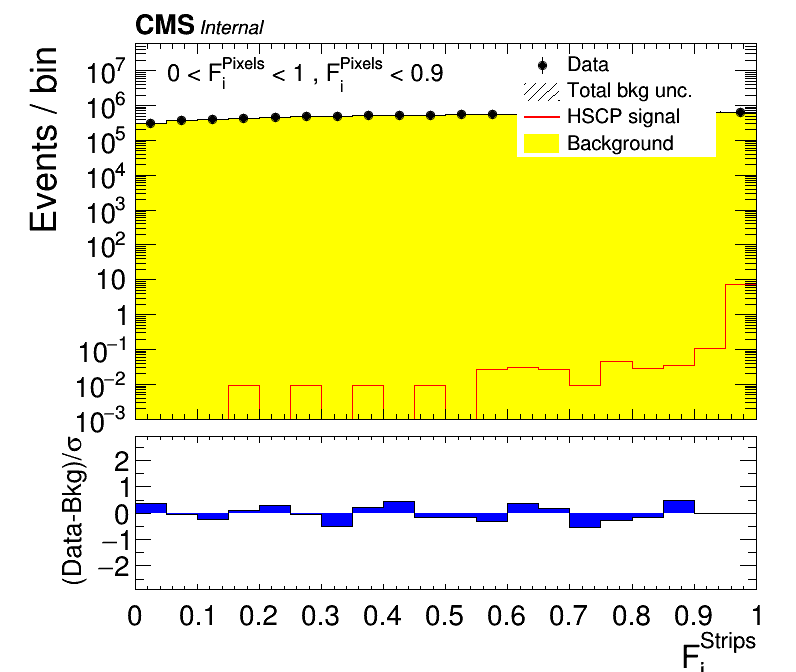 CMS Internal
0 < F_i^Pixels < 1 , F_i^Pixels < 0.9
Data
Total bkg unc.
HSCP signal
Background
Events / bin
10^7
10^6
10^5
10^4
10^3
10^2
10
1
10^−1
10^−2
10^−3
(Data-Bkg)/σ
2
1
0
−1
−2
0 0.1 0.2 0.3 0.4 0.5 0.6 0.7 0.8 0.9 1
F_i^Strips